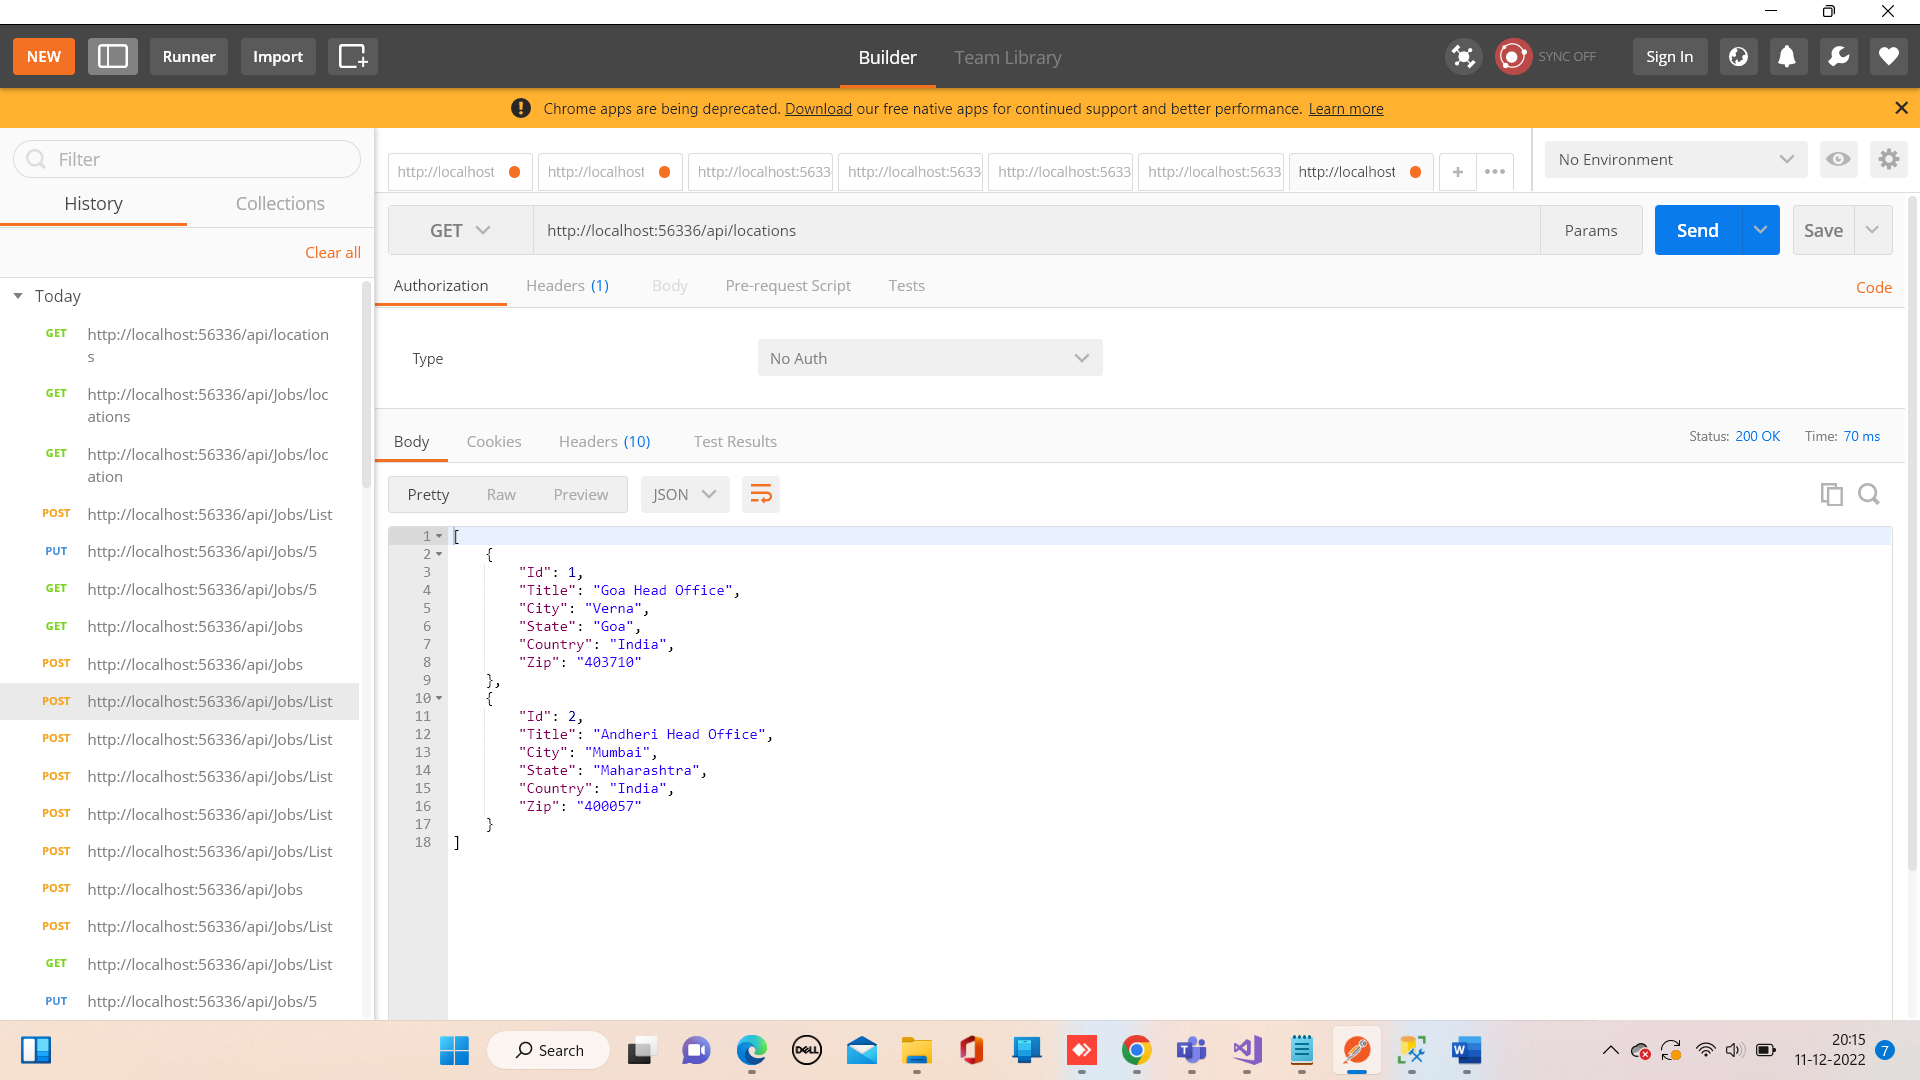 NEW
Runner
Import
Builder
Team Library
SYNC OFF
Sign In
Chrome apps are being deprecated. Download our free native apps for continued support and better performance. Learn more
Filter
History
Collections
Clear all
Today
GET http://localhost:56336/api/location
s
GET http://localhost:56336/api/Jobs/loc
ations
GET http://localhost:56336/api/Jobs/loc
ation
POST http://localhost:56336/api/Jobs/List
PUT http://localhost:56336/api/Jobs/5
GET http://localhost:56336/api/Jobs/5
GET http://localhost:56336/api/Jobs
POST http://localhost:56336/api/Jobs
POST http://localhost:56336/api/Jobs/List
POST http://localhost:56336/api/Jobs/List
POST http://localhost:56336/api/Jobs/List
POST http://localhost:56336/api/Jobs/List
POST http://localhost:56336/api/Jobs/List
POST http://localhost:56336/api/Jobs
POST http://localhost:56336/api/Jobs/List
GET http://localhost:56336/api/Jobs/List
PUT http://localhost:56336/api/Jobs/5
http://localhost http://localhost http://localhost:5633 http://localhost:5633 http://localhost:5633 http://localhost:5633 http://localhost + •••
No Environment
GET http://localhost:56336/api/locations Params Send Save
Authorization Headers (1) Body Pre-request Script Tests Code
Type No Auth
Body Cookies Headers (10) Test Results Status: 200 OK Time: 70 ms
Pretty Raw Preview JSON
1 [
2 {
3 "Id": 1,
4 "Title": "Goa Head Office",
5 "City": "Verna",
6 "State": "Goa",
7 "Country": "India",
8 "Zip": "403710"
9 },
10 {
11 "Id": 2,
12 "Title": "Andheri Head Office",
13 "City": "Mumbai",
14 "State": "Maharashtra",
15 "Country": "India",
16 "Zip": "400057"
17 }
18 ]
Search
DELL
20:15
11-12-2022
7